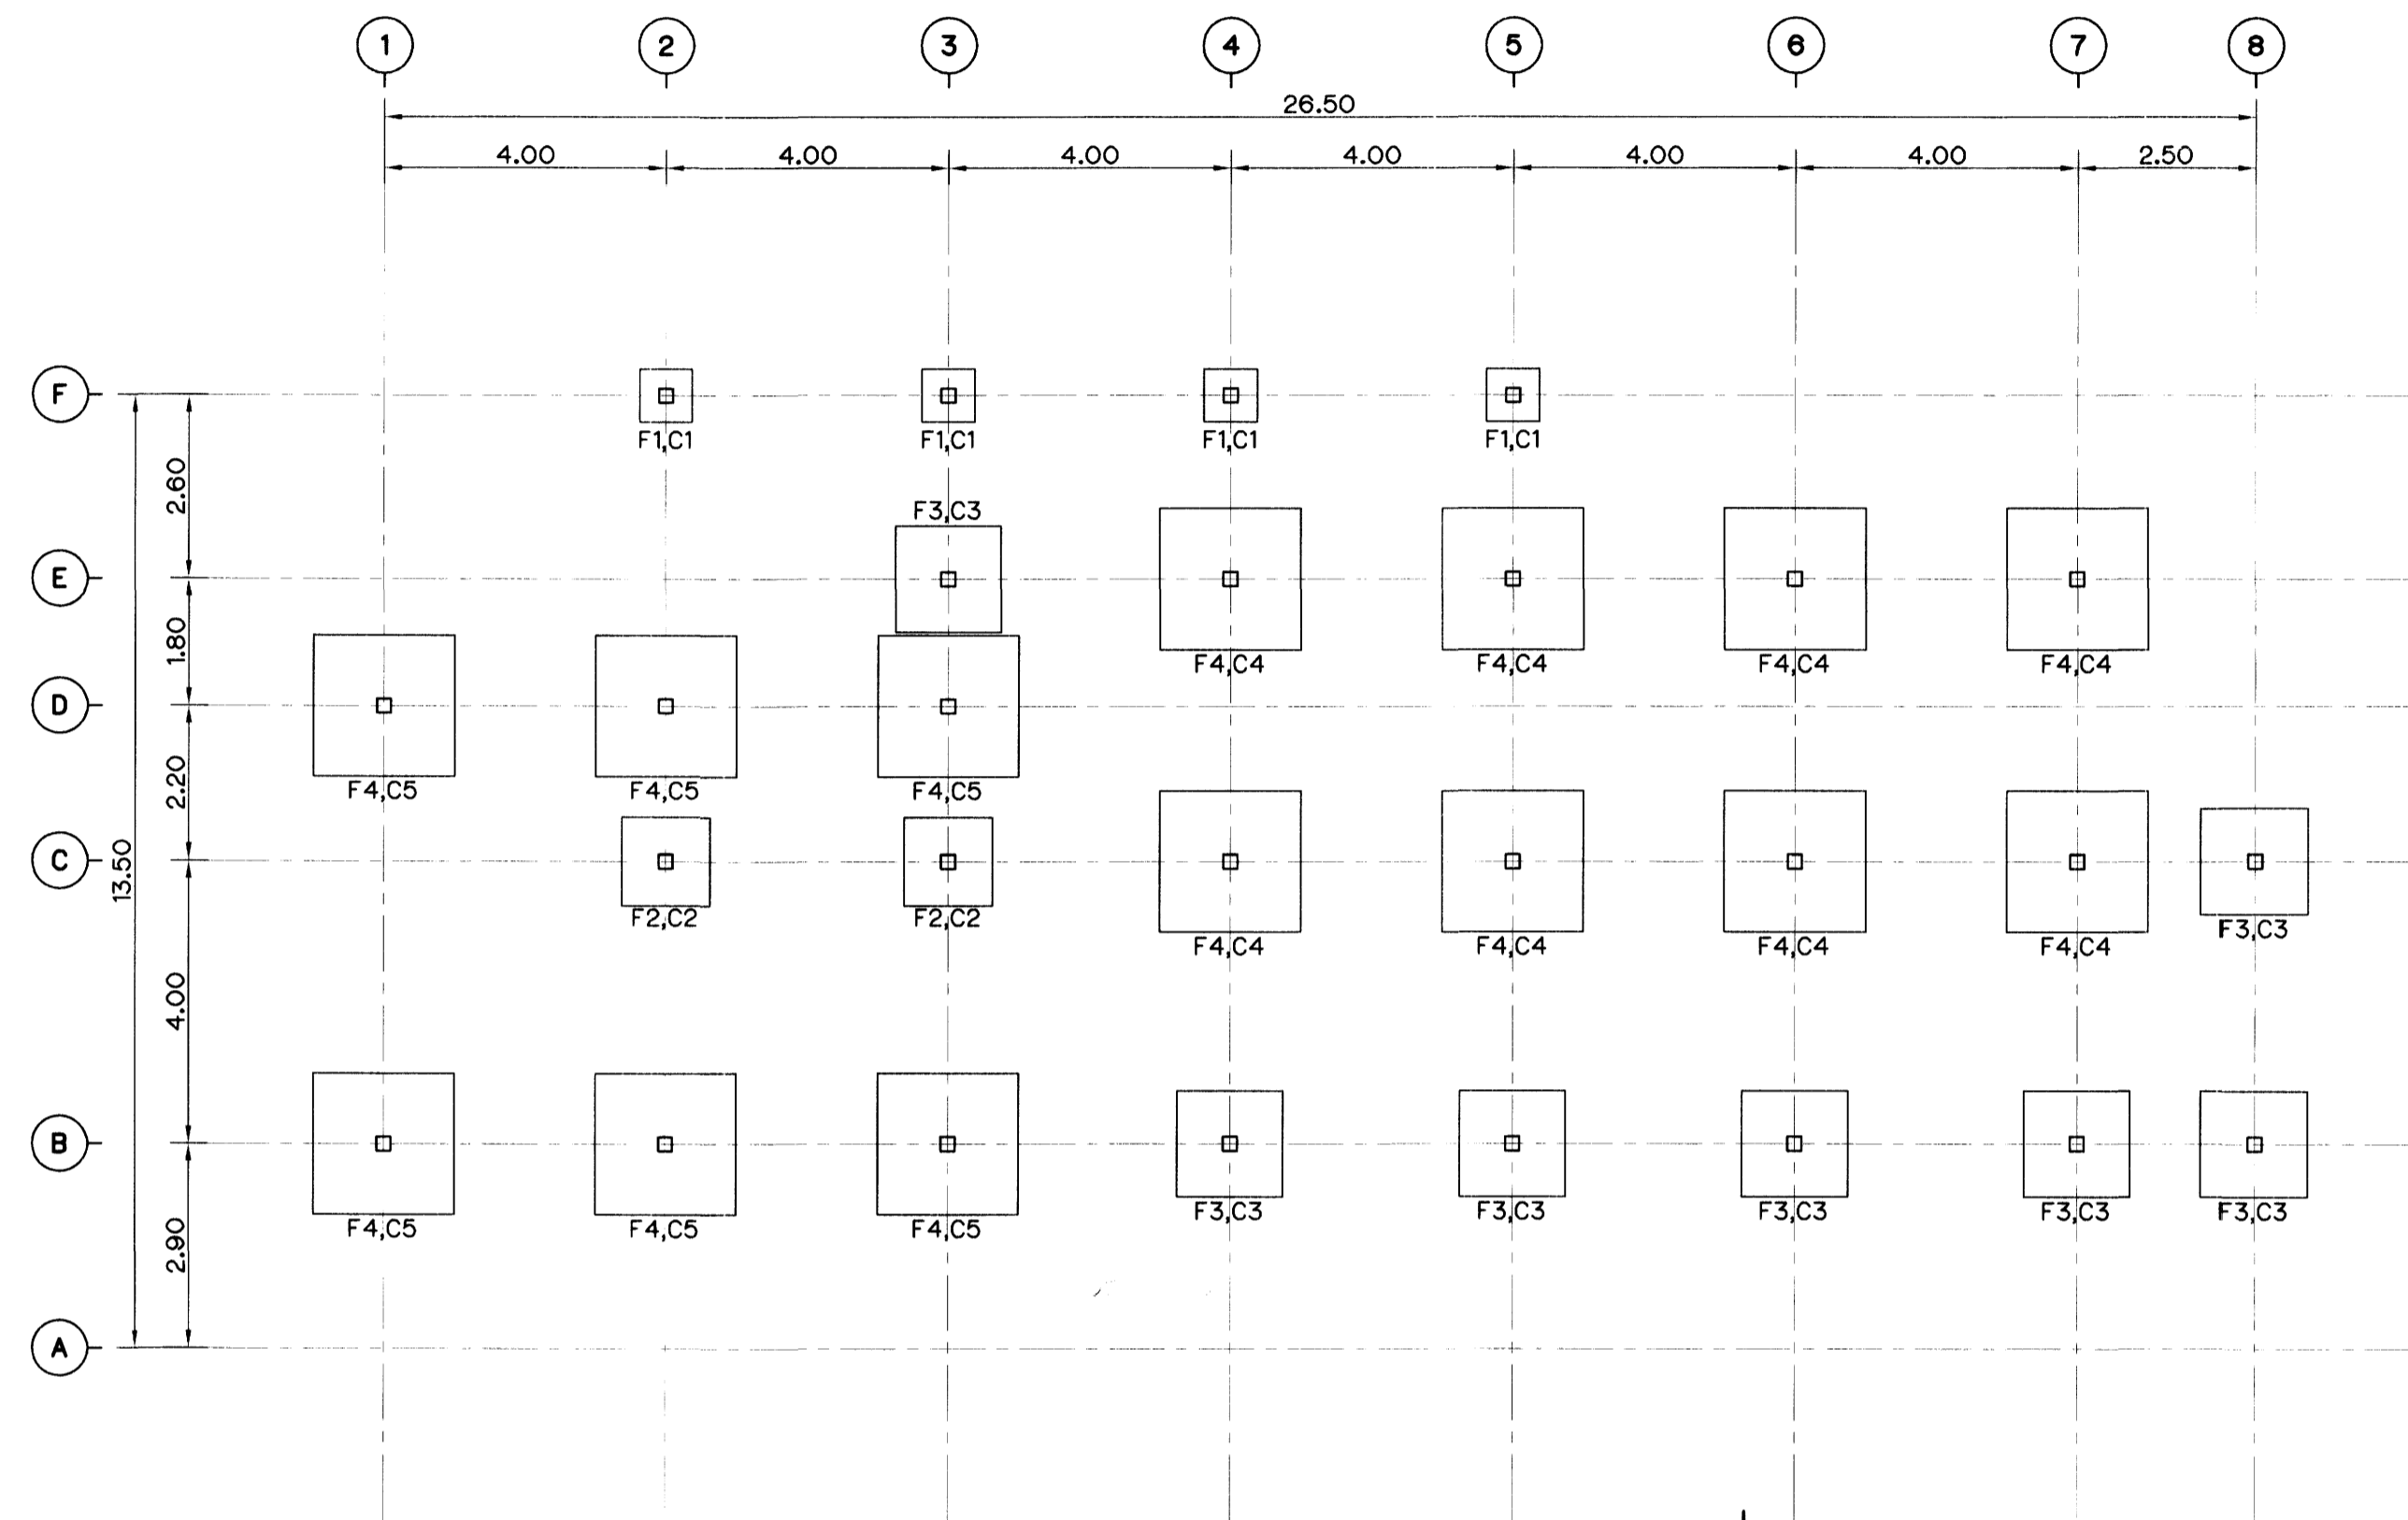 1 2 3 4 5 6 7 8
26.50
4.00 4.00 4.00 4.00 4.00 4.00 2.50
F
F1,C1 F1,C1 F1,C1 F1,C1
2.60
F3,C3
E
1.80
F4,C4 F4,C4 F4,C4 F4,C4
D
2.20
F4,C5 F4,C5 F4,C5
C
13.50
F2,C2 F2,C2 F4,C4 F4,C4 F4,C4 F4,C4 F3,C3
4.00
B
F4,C5 F4,C5 F4,C5 F3,C3 F3,C3 F3,C3 F3,C3 F3,C3
2.90
A